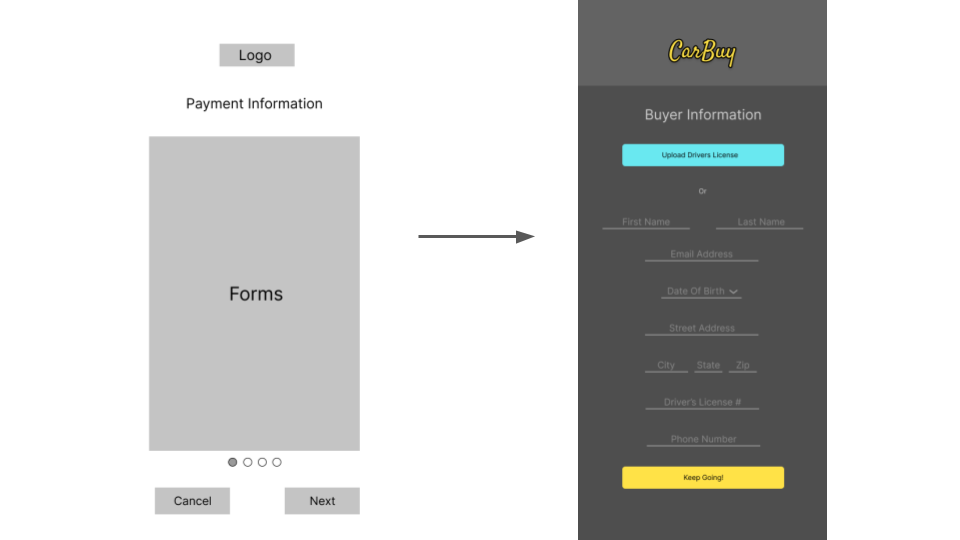 Logo
Payment Information
Forms
Cancel Next
CarBuy
Buyer Information
Upload Drivers License
Or
First Name Last Name
Email Address
Date Of Birth
Street Address
City State Zip
Driver's License #
Phone Number
Keep Going!